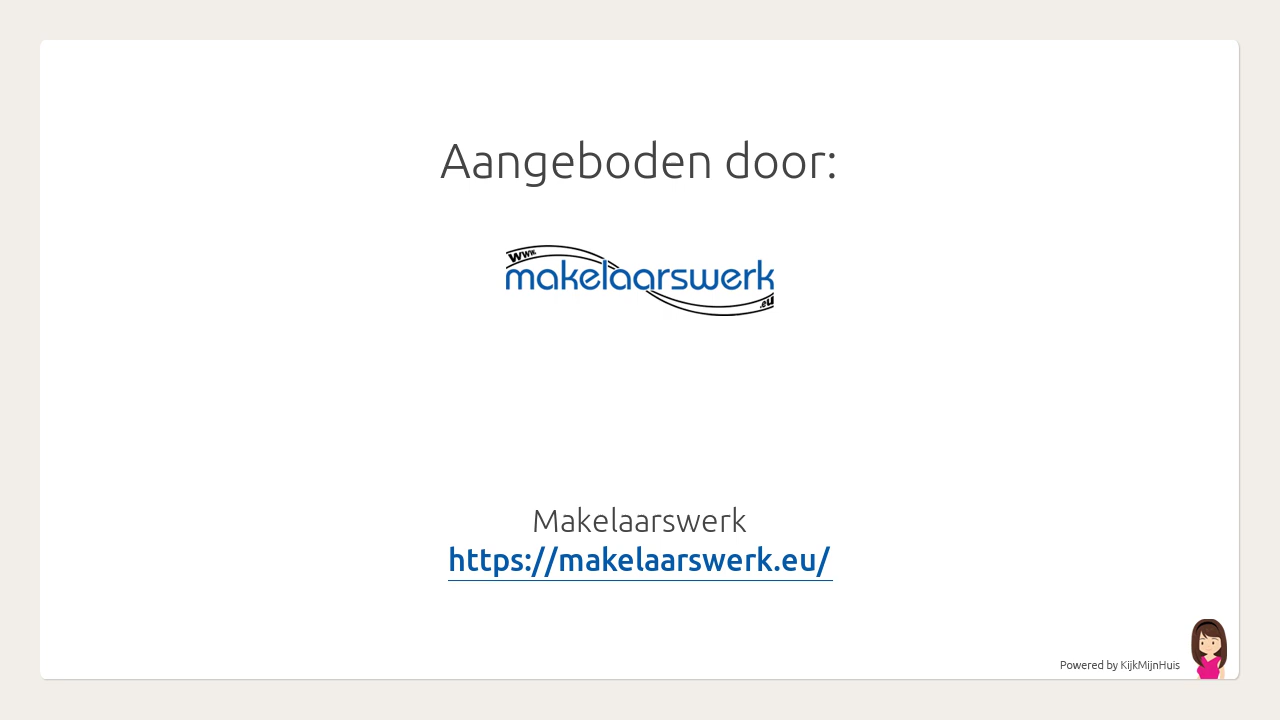 Aangeboden door:
www.
makelaarswerk
.eu
Makelaarswerk
https://makelaarswerk.eu/
Powered by KijkMijnHuis